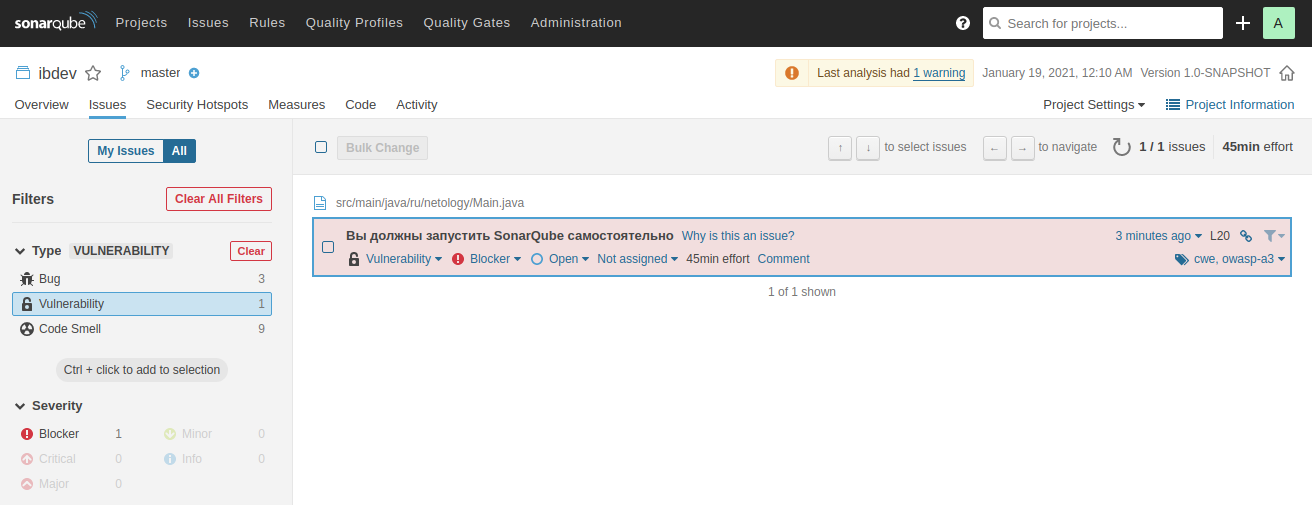 sonarqube Projects Issues Rules Quality Profiles Quality Gates Administration ? Search for projects... A
ibdev master Last analysis had 1 warning January 19, 2021, 12:10 AM Version 1.0-SNAPSHOT
Overview Issues Security Hotspots Measures Code Activity Project Settings Project Information
My Issues All
Bulk Change ↑ ↓ to select issues ← → to navigate 1 / 1 issues 45min effort
Filters Clear All Filters
src/main/java/ru/netology/Main.java
Вы должны запустить SonarQube самостоятельно Why is this an issue? 3 minutes ago L20
Vulnerability Blocker Open Not assigned 45min effort Comment cwe, owasp-a3
1 of 1 shown
Type VULNERABILITY Clear
Bug 3
Vulnerability 1
Code Smell 9
Ctrl + click to add to selection
Severity
Blocker 1 Minor 0
Critical 0 Info 0
Major 0